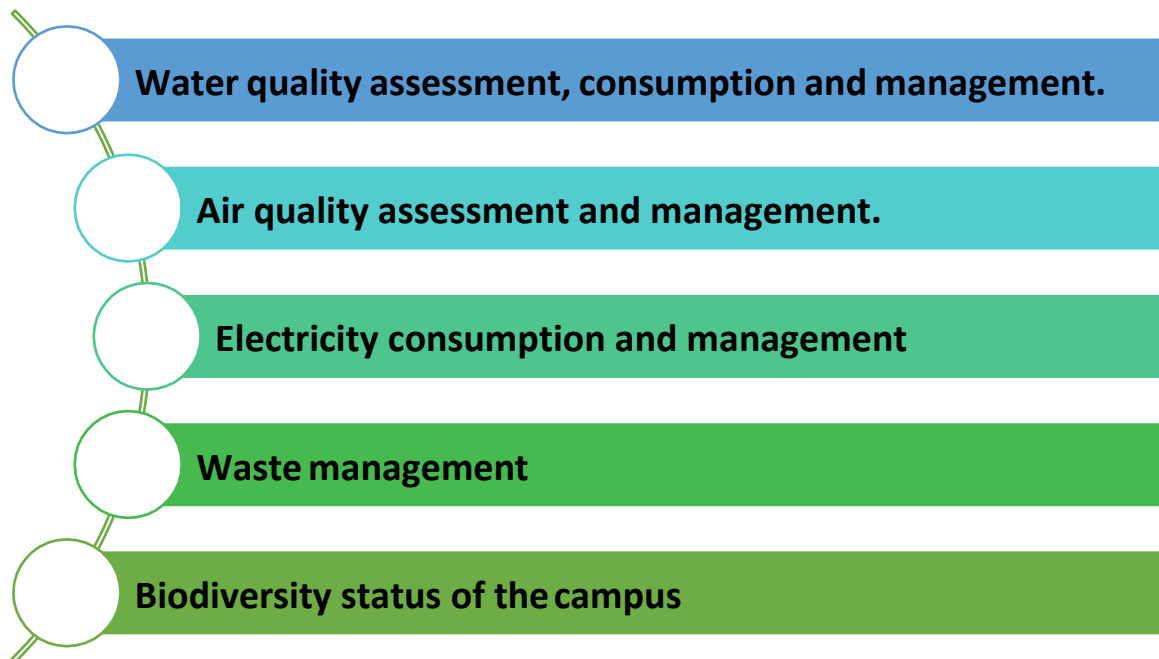 Water quality assessment, consumption and management.
Air quality assessment and management.
Electricity consumption and management
Waste management
Biodiversity status of the campus